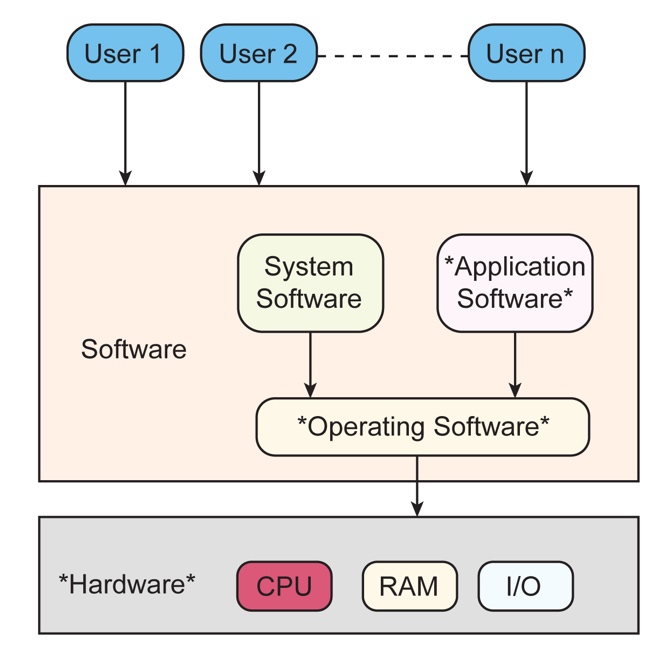 User 1
User 2
User n
System
Software
*Application
Software*
Software
*Operating Software*
*Hardware*
CPU
RAM
I/O